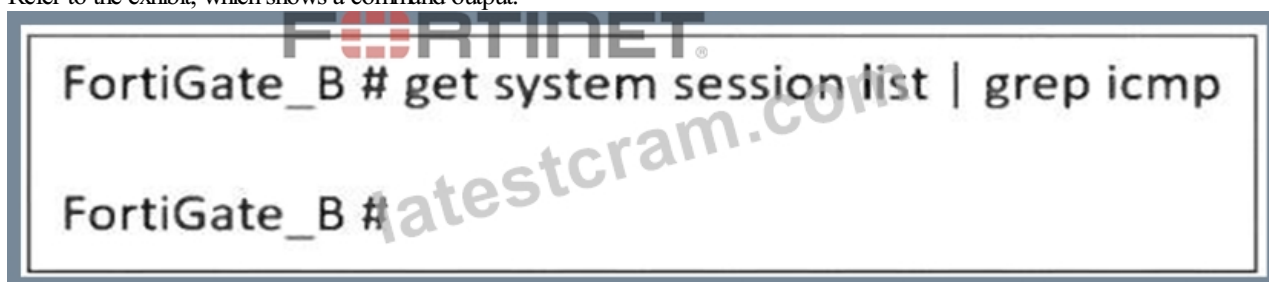 Refer to the exhibit, which shows a command output.
FORTINET®
FortiGate_B # get system session list | grep icmp
latestcram.com
FortiGate_B #